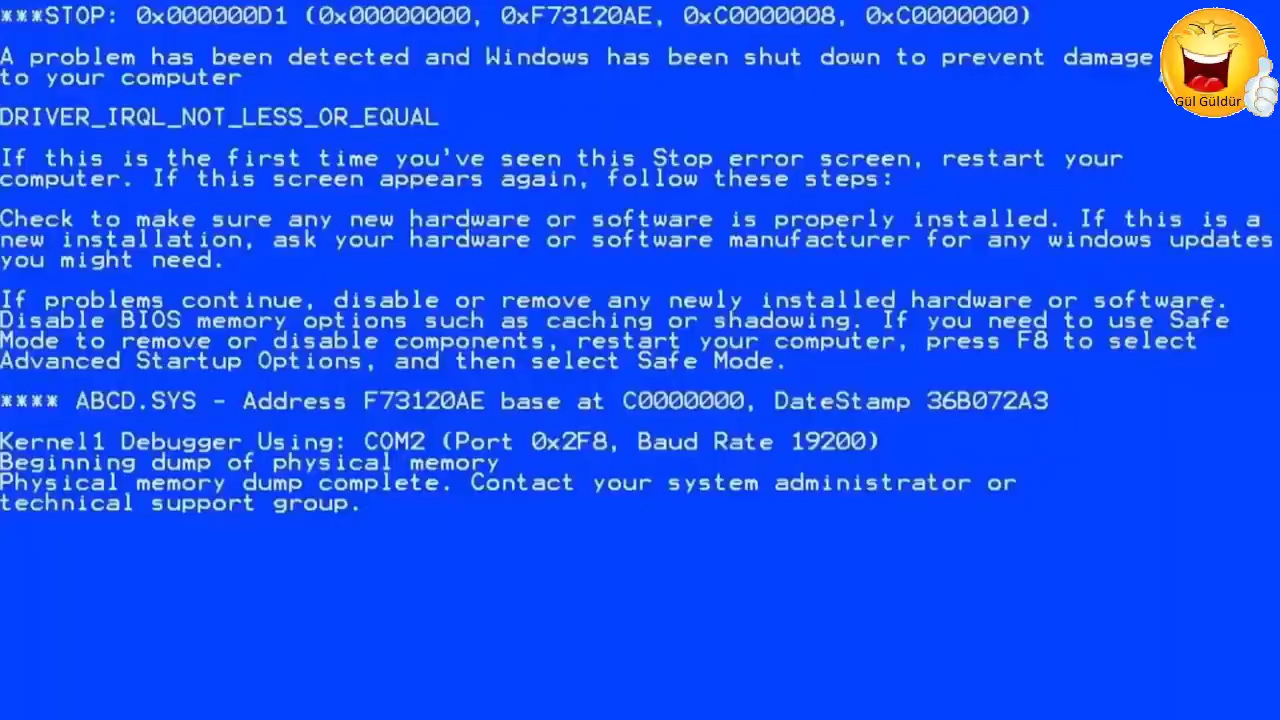 ***STOP: 0x000000D1 (0x00000000, 0xF73120AE, 0xC0000008, 0xC0000000)
A problem has been detected and Windows has been shut down to prevent damage
to your computer
DRIVER_IRQL_NOT_LESS_OR_EQUAL
If this is the first time you've seen this Stop error screen, restart your
computer. If this screen appears again, follow these steps:
Check to make sure any new hardware or software is properly installed. If this is a
new installation, ask your hardware or software manufacturer for any windows updates
you might need.
If problems continue, disable or remove any newly installed hardware or software.
Disable BIOS memory options such as caching or shadowing. If you need to use Safe
Mode to remove or disable components, restart your computer, press F8 to select
Advanced Startup Options, and then select Safe Mode.
**** ABCD.SYS - Address F73120AE base at C0000000, DateStamp 36B072A3
Kernel1 Debugger Using: COM2 (Port 0x2F8, Baud Rate 19200)
Beginning dump of physical memory
Physical memory dump complete. Contact your system administrator or
technical support group.
Gül Güldür